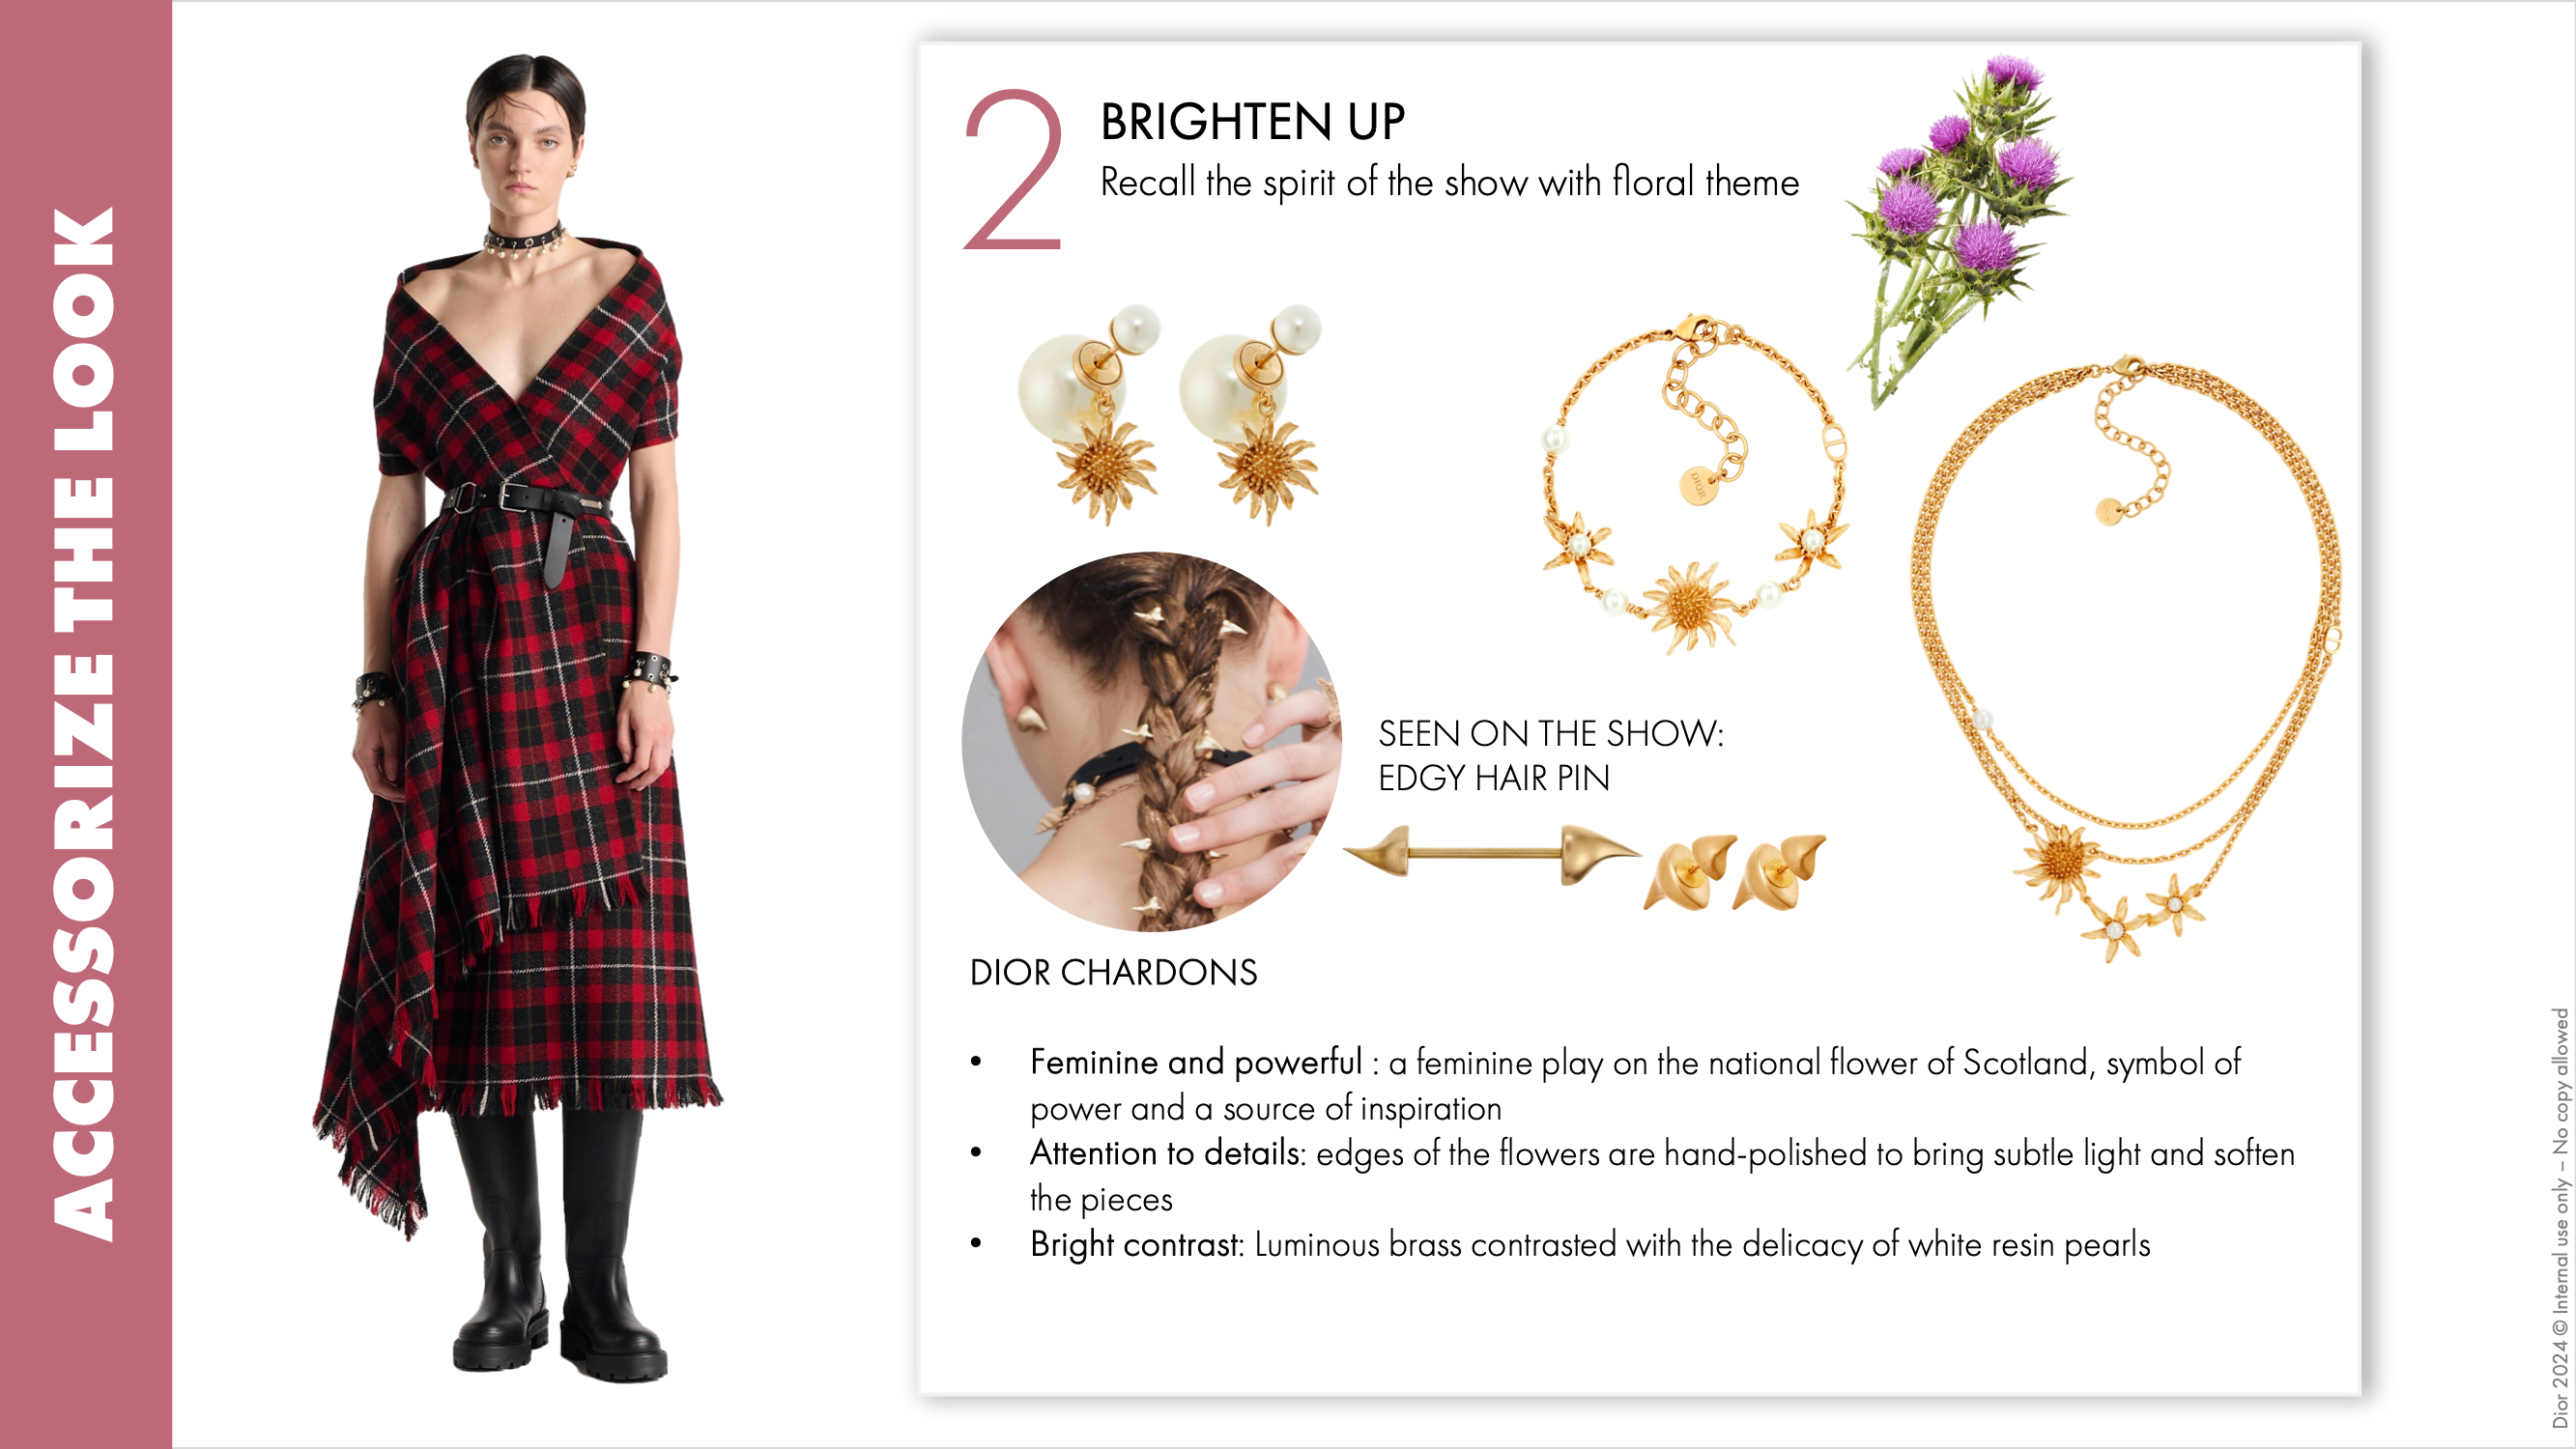 ACCESSORIZE THE LOOK
2
BRIGHTEN UP
Recall the spirit of the show with floral theme
DIOR
SEEN ON THE SHOW:
EDGY HAIR PIN
DIOR CHARDONS
• Feminine and powerful : a feminine play on the national flower of Scotland, symbol of
power and a source of inspiration
• Attention to details: edges of the flowers are hand-polished to bring subtle light and soften
the pieces
• Bright contrast: Luminous brass contrasted with the delicacy of white resin pearls
Dior 2024 © Internal use only – No copy allowed